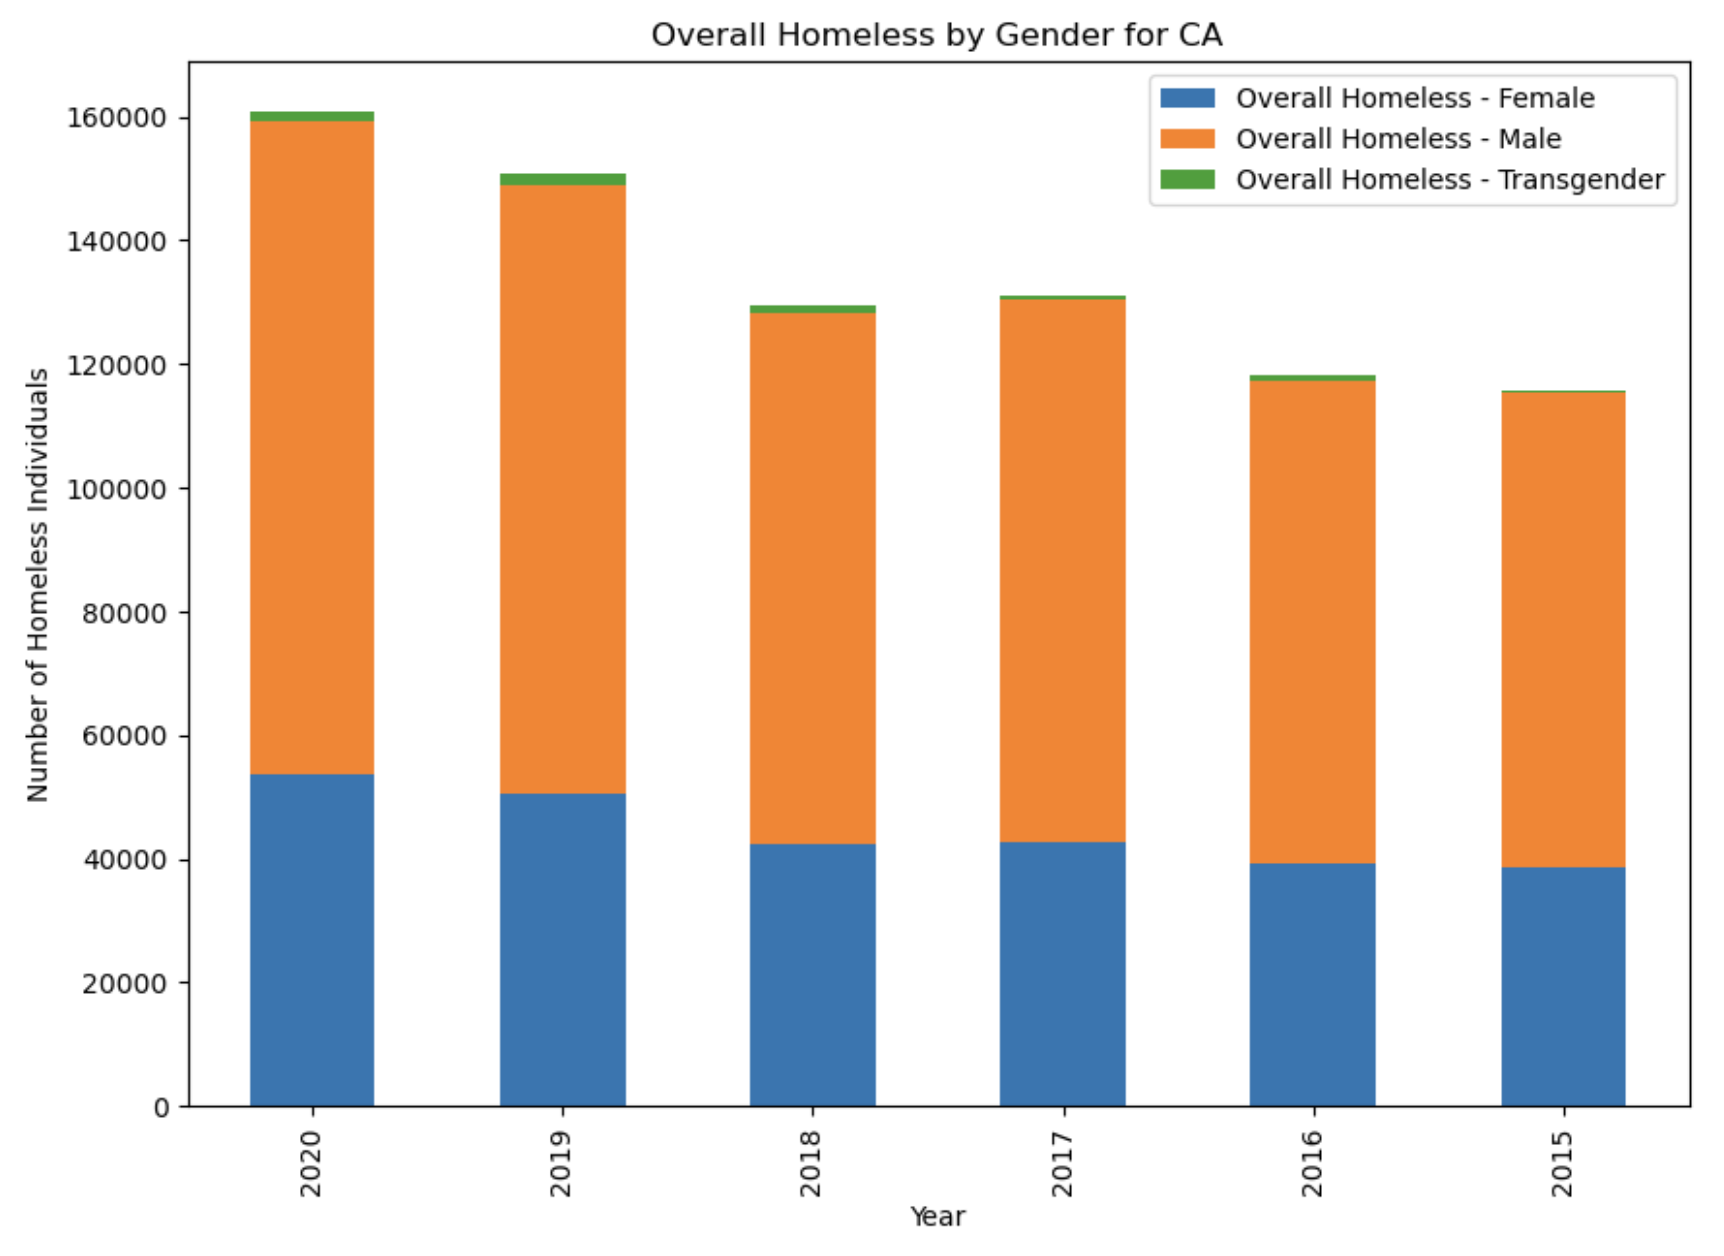 Overall Homeless by Gender for CA
Overall Homeless - Female
Overall Homeless - Male
Overall Homeless - Transgender
Number of Homeless Individuals
160000
140000
120000
100000
80000
60000
40000
20000
0
2020
2019
2018
2017
2016
2015
Year